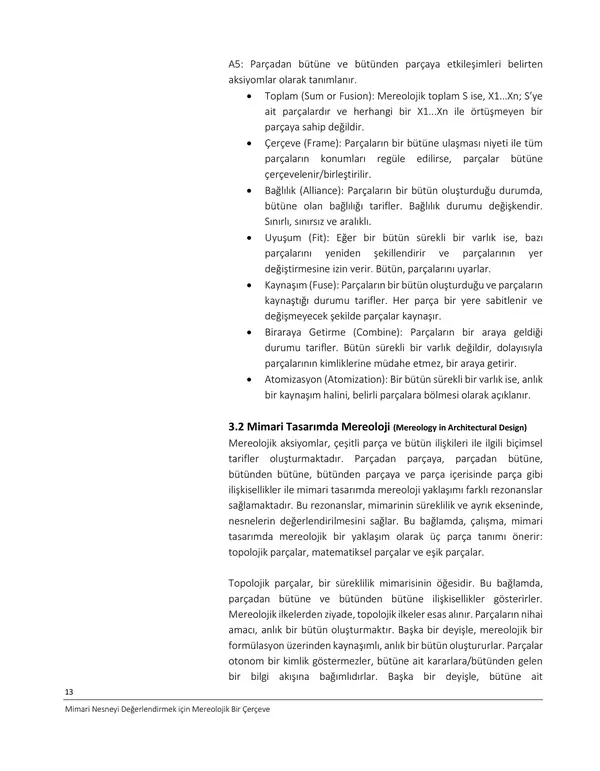 A5: Parçadan bütüne ve bütünden parçaya etkileşimleri belirten
aksiyomlar olarak tanımlanır.
• Toplam (Sum or Fusion): Mereolojik toplam S ise, X1...Xn; S’ye
ait parçalardır ve herhangi bir X1...Xn ile örtüşmeyen bir
parçaya sahip değildir.
• Çerçeve (Frame): Parçaların bir bütüne ulaşması niyeti ile tüm
parçaların konumları regüle edilirse, parçalar bütüne
çerçevelenir/birleştirilir.
• Bağlılık (Alliance): Parçaların bir bütün oluşturduğu durumda,
bütüne olan bağlılığı tarifler. Bağlılık durumu değişkendir.
Sınırlı, sınırsız ve aralıklı.
• Uyuşum (Fit): Eğer bir bütün sürekli bir varlık ise, bazı
parçalarını yeniden şekillendirir ve parçalarının yer
değiştirmesine izin verir. Bütün, parçalarını uyarlar.
• Kaynaşım (Fuse): Parçaların bir bütün oluşturduğu ve parçaların
kaynaştığı durumu tarifler. Her parça bir yere sabitlenir ve
değişmeyecek şekilde parçalar kaynaşır.
• Biraraya Getirme (Combine): Parçaların bir araya geldiği
durumu tarifler. Bütün sürekli bir varlık değildir, dolayısıyla
parçalarının kimliklerine müdahe etmez, bir araya getirir.
• Atomizasyon (Atomization): Bir bütün sürekli bir varlık ise, anlık
bir kaynaşım halini, belirli parçalara bölmesi olarak açıklanır.
3.2 Mimari Tasarımda Mereoloji (Mereology in Architectural Design)
Mereolojik aksiyomlar, çeşitli parça ve bütün ilişkileri ile ilgili biçimsel
tarifler oluşturmaktadır. Parçadan parçaya, parçadan bütüne,
bütünden bütüne, bütünden parçaya ve parça içerisinde parça gibi
ilişkisellikler ile mimari tasarımda mereoloji yaklaşımı farklı rezonanslar
sağlamaktadır. Bu rezonanslar, mimarinin süreklilik ve ayrık ekseninde,
nesnelerin değerlendirilmesini sağlar. Bu bağlamda, çalışma, mimari
tasarımda mereolojik bir yaklaşım olarak üç parça tanımı önerir:
topolojik parçalar, matematiksel parçalar ve eşik parçalar.
Topolojik parçalar, bir süreklilik mimarisinin öğesidir. Bu bağlamda,
parçadan bütüne ve bütünden bütüne ilişkisellikler gösterirler.
Mereolojik ilkelerden ziyade, topolojik ilkeler esas alınır. Parçaların nihai
amacı, anlık bir bütün oluşturmaktır. Başka bir deyişle, mereolojik bir
formülasyon üzerinden kaynaşımlı, anlık bir bütün oluştururlar. Parçalar
otonom bir kimlik göstermezler, bütüne ait kararlara/bütünden gelen
bir bilgi akışına bağımlıdırlar. Başka bir deyişle, bütüne ait
13
Mimari Nesneyi Değerlendirmek için Mereolojik Bir Çerçeve